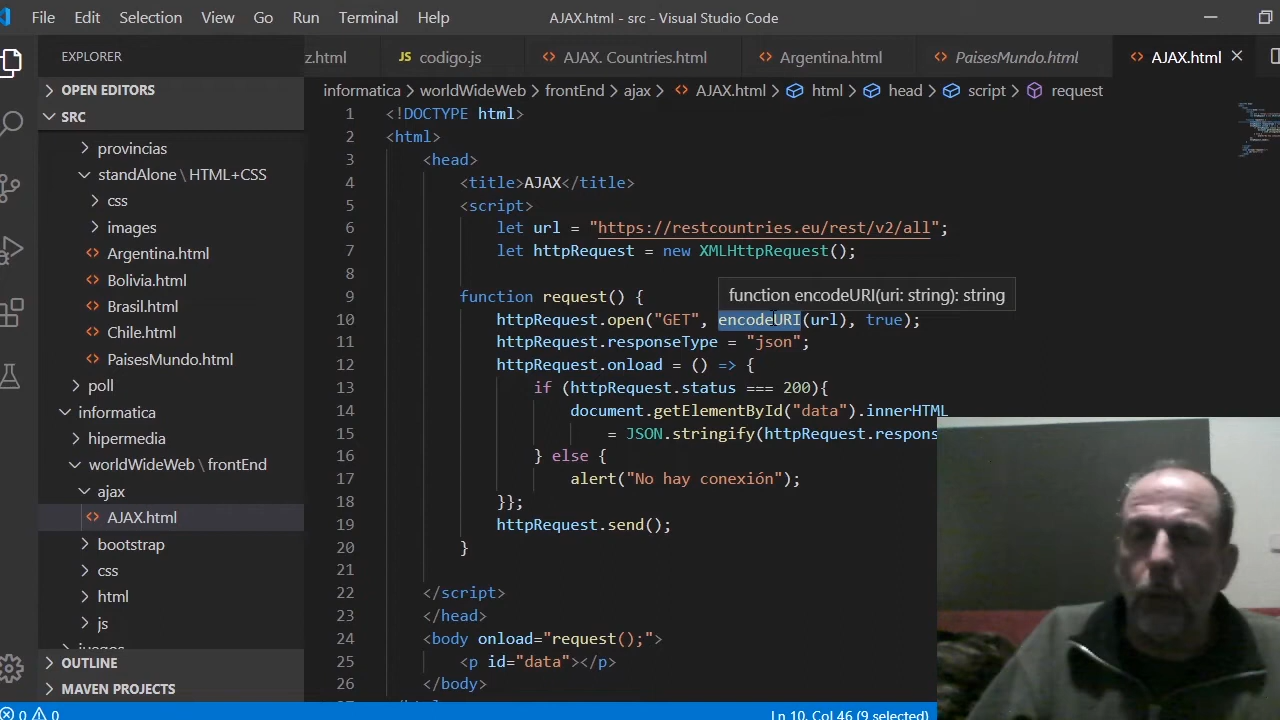 File Edit Selection View Go Run Terminal Help AJAX.html - src - Visual Studio Code
EXPLORER
z.html codigo.js AJAX. Countries.html Argentina.html PaisesMundo.html AJAX.html
OPEN EDITORS
SRC
provincias
standAlone \ HTML+CSS
css
images
Argentina.html
Bolivia.html
Brasil.html
Chile.html
PaisesMundo.html
poll
informatica
hipermedia
worldWideWeb \ frontEnd
ajax
AJAX.html
bootstrap
css
html
js
OUTLINE
MAVEN PROJECTS
informatica > worldWideWeb > frontEnd > ajax > AJAX.html > html > head > script > request
1 <!DOCTYPE html>
2 <html>
3 <head>
4 <title>AJAX</title>
5 <script>
6 let url = "https://restcountries.eu/rest/v2/all";
7 let httpRequest = new XMLHttpRequest();
8
function encodeURI(uri: string): string
9 function request() {
10 httpRequest.open("GET", encodeURI(url), true);
11 httpRequest.responseType = "json";
12 httpRequest.onload = () => {
13 if (httpRequest.status === 200){
14 document.getElementById("data").innerHTML
15 = JSON.stringify(httpRequest.respons
16 } else {
17 alert("No hay conexión");
18 }};
19 httpRequest.send();
20 }
21
22 </script>
23 </head>
24 <body onload="request();">
25 <p id="data"></p>
26 </body>
0 0 Ln 10, Col 46 (9 selected)